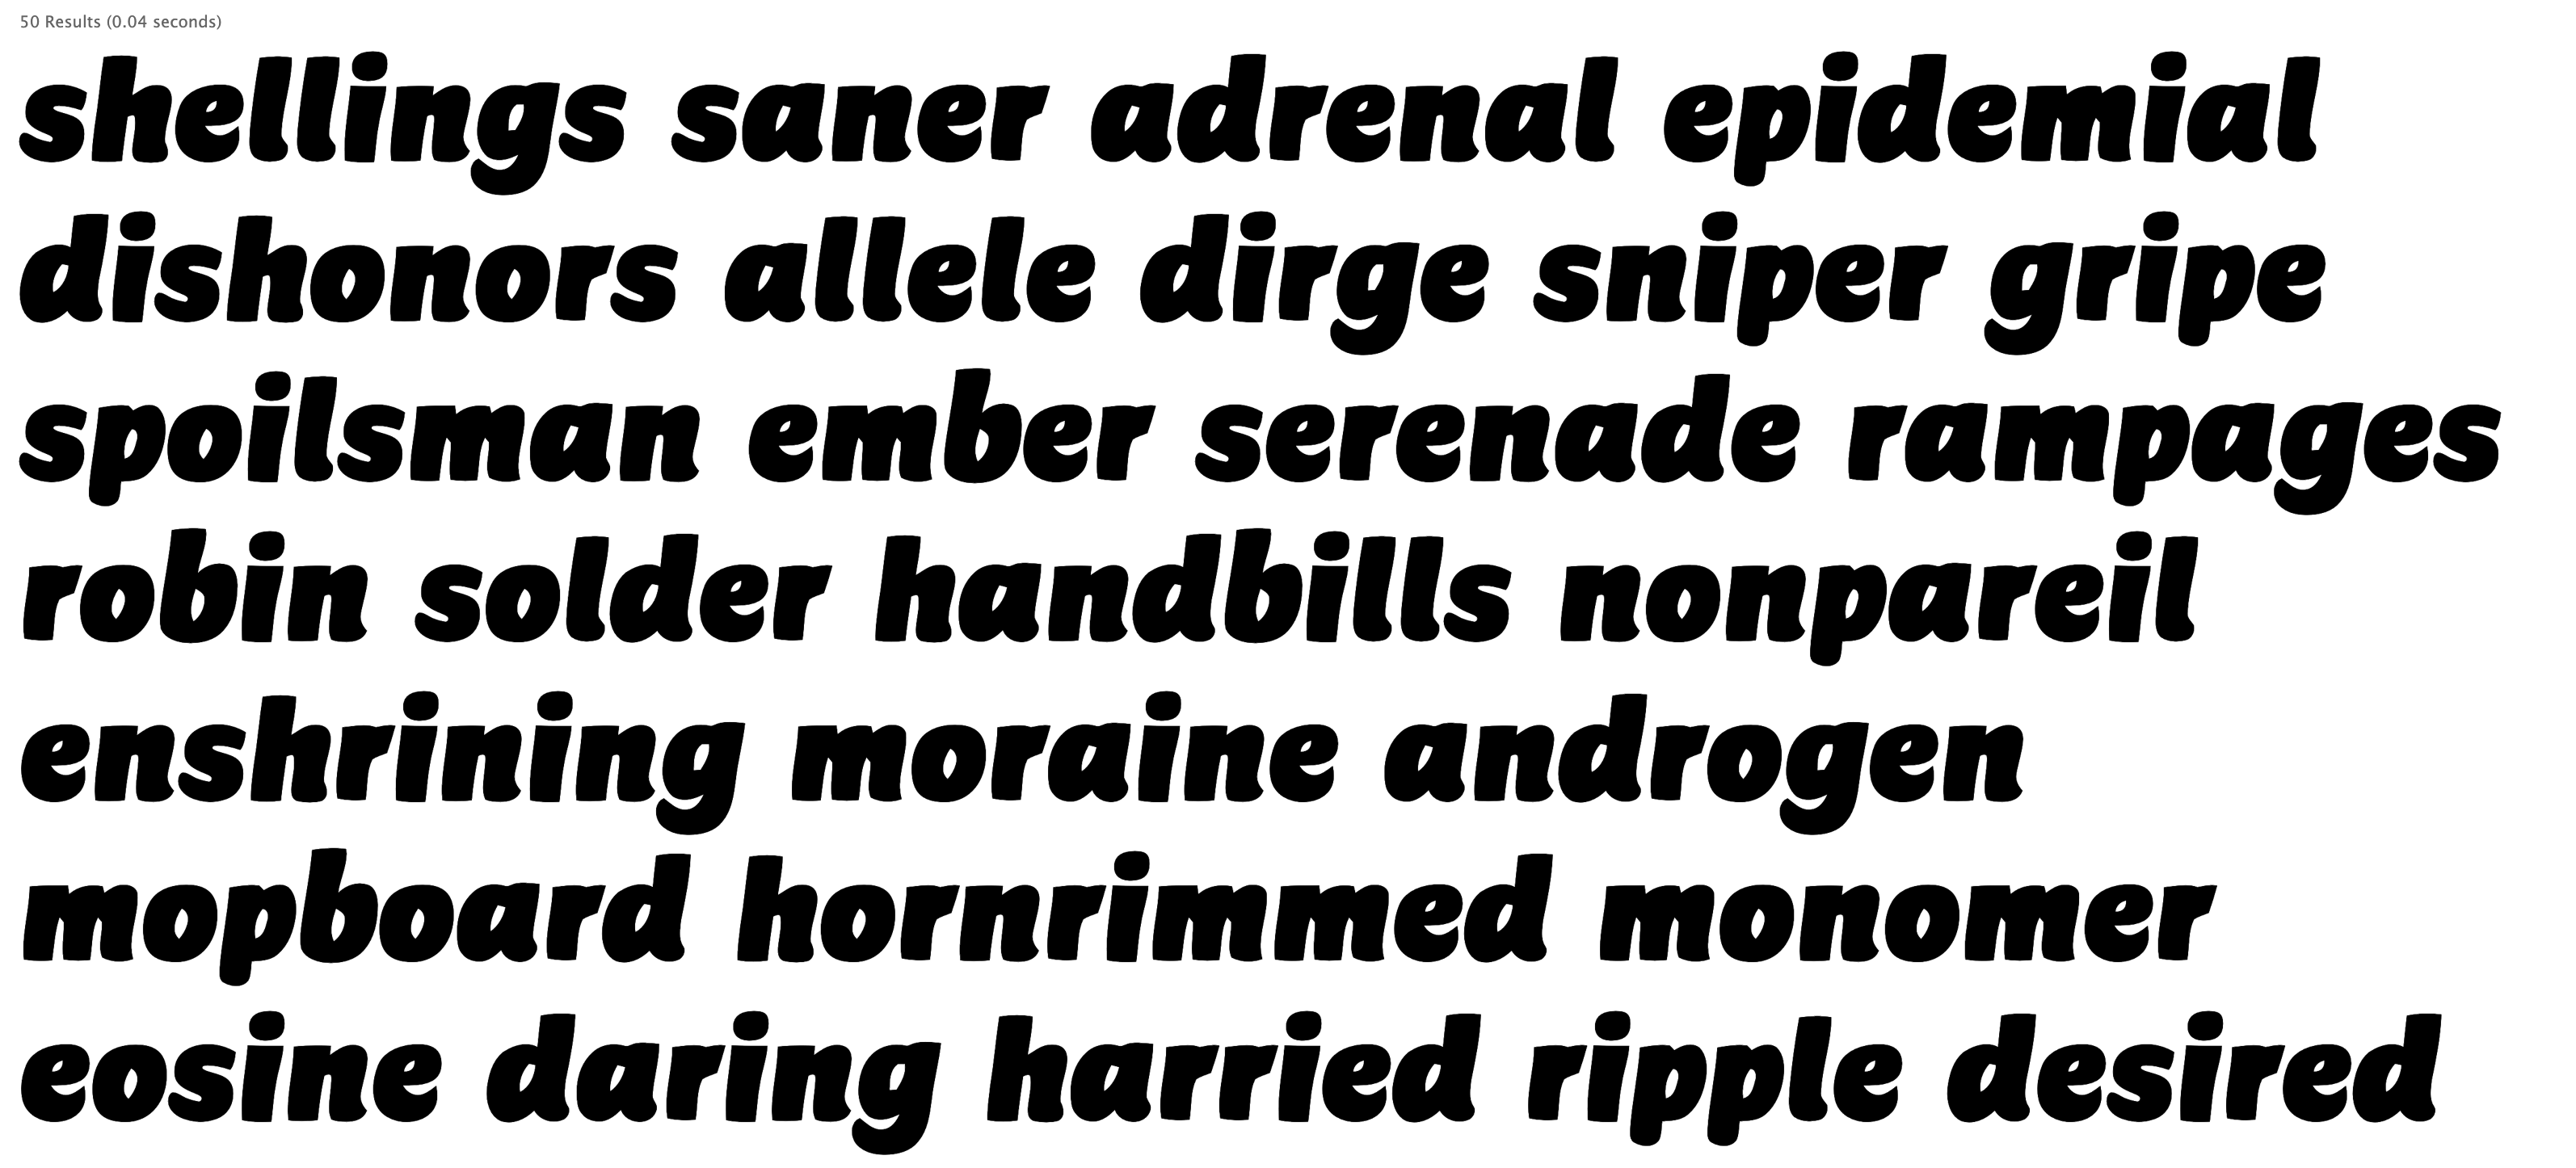 50 Results (0.04 seconds)
shellings saner adrenal epidemial
dishonors allele dirge sniper gripe
spoilsman ember serenade rampages
robin solder handbills nonpareil
enshrining moraine androgen
mopboard hornrimmed monomer
eosine daring harried ripple desired